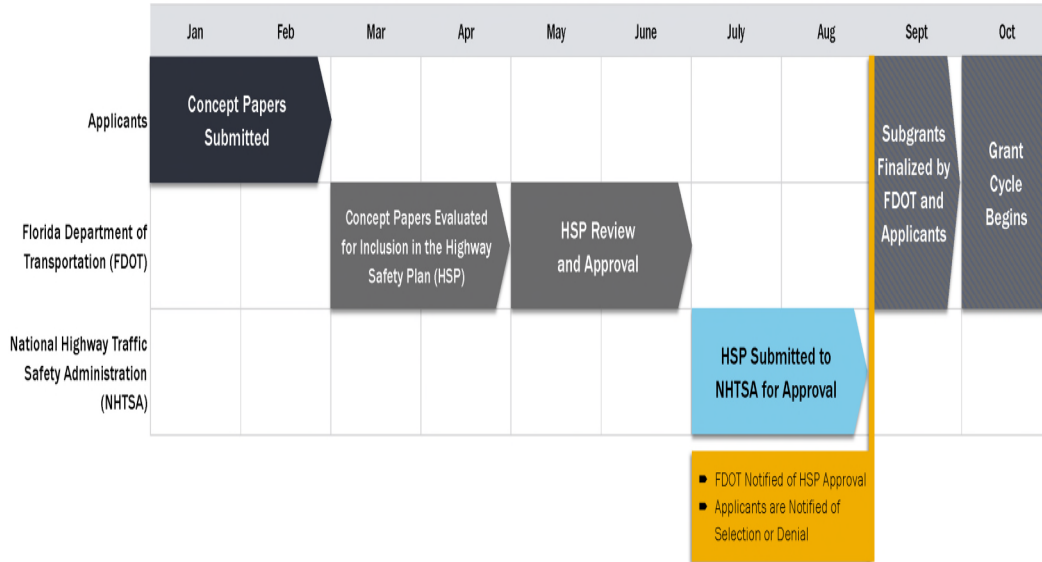 Jan Feb Mar Apr May June July Aug Sept Oct
Applicants
Concept Papers
Submitted
Florida Department of
Transportation (FDOT)
Concept Papers Evaluated
for Inclusion in the Highway
Safety Plan (HSP)
HSP Review
and Approval
National Highway Traffic
Safety Administration
(NHTSA)
HSP Submitted to
NHTSA for Approval
Subgrants
Finalized by
FDOT and
Applicants
Grant
Cycle
Begins
FDOT Notified of HSP Approval
Applicants are Notified of
Selection or Denial